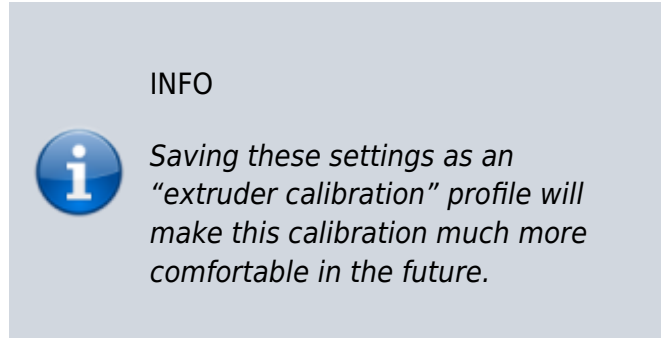 INFO
Saving these settings as an
“extruder calibration” profile will
make this calibration much more
comfortable in the future.